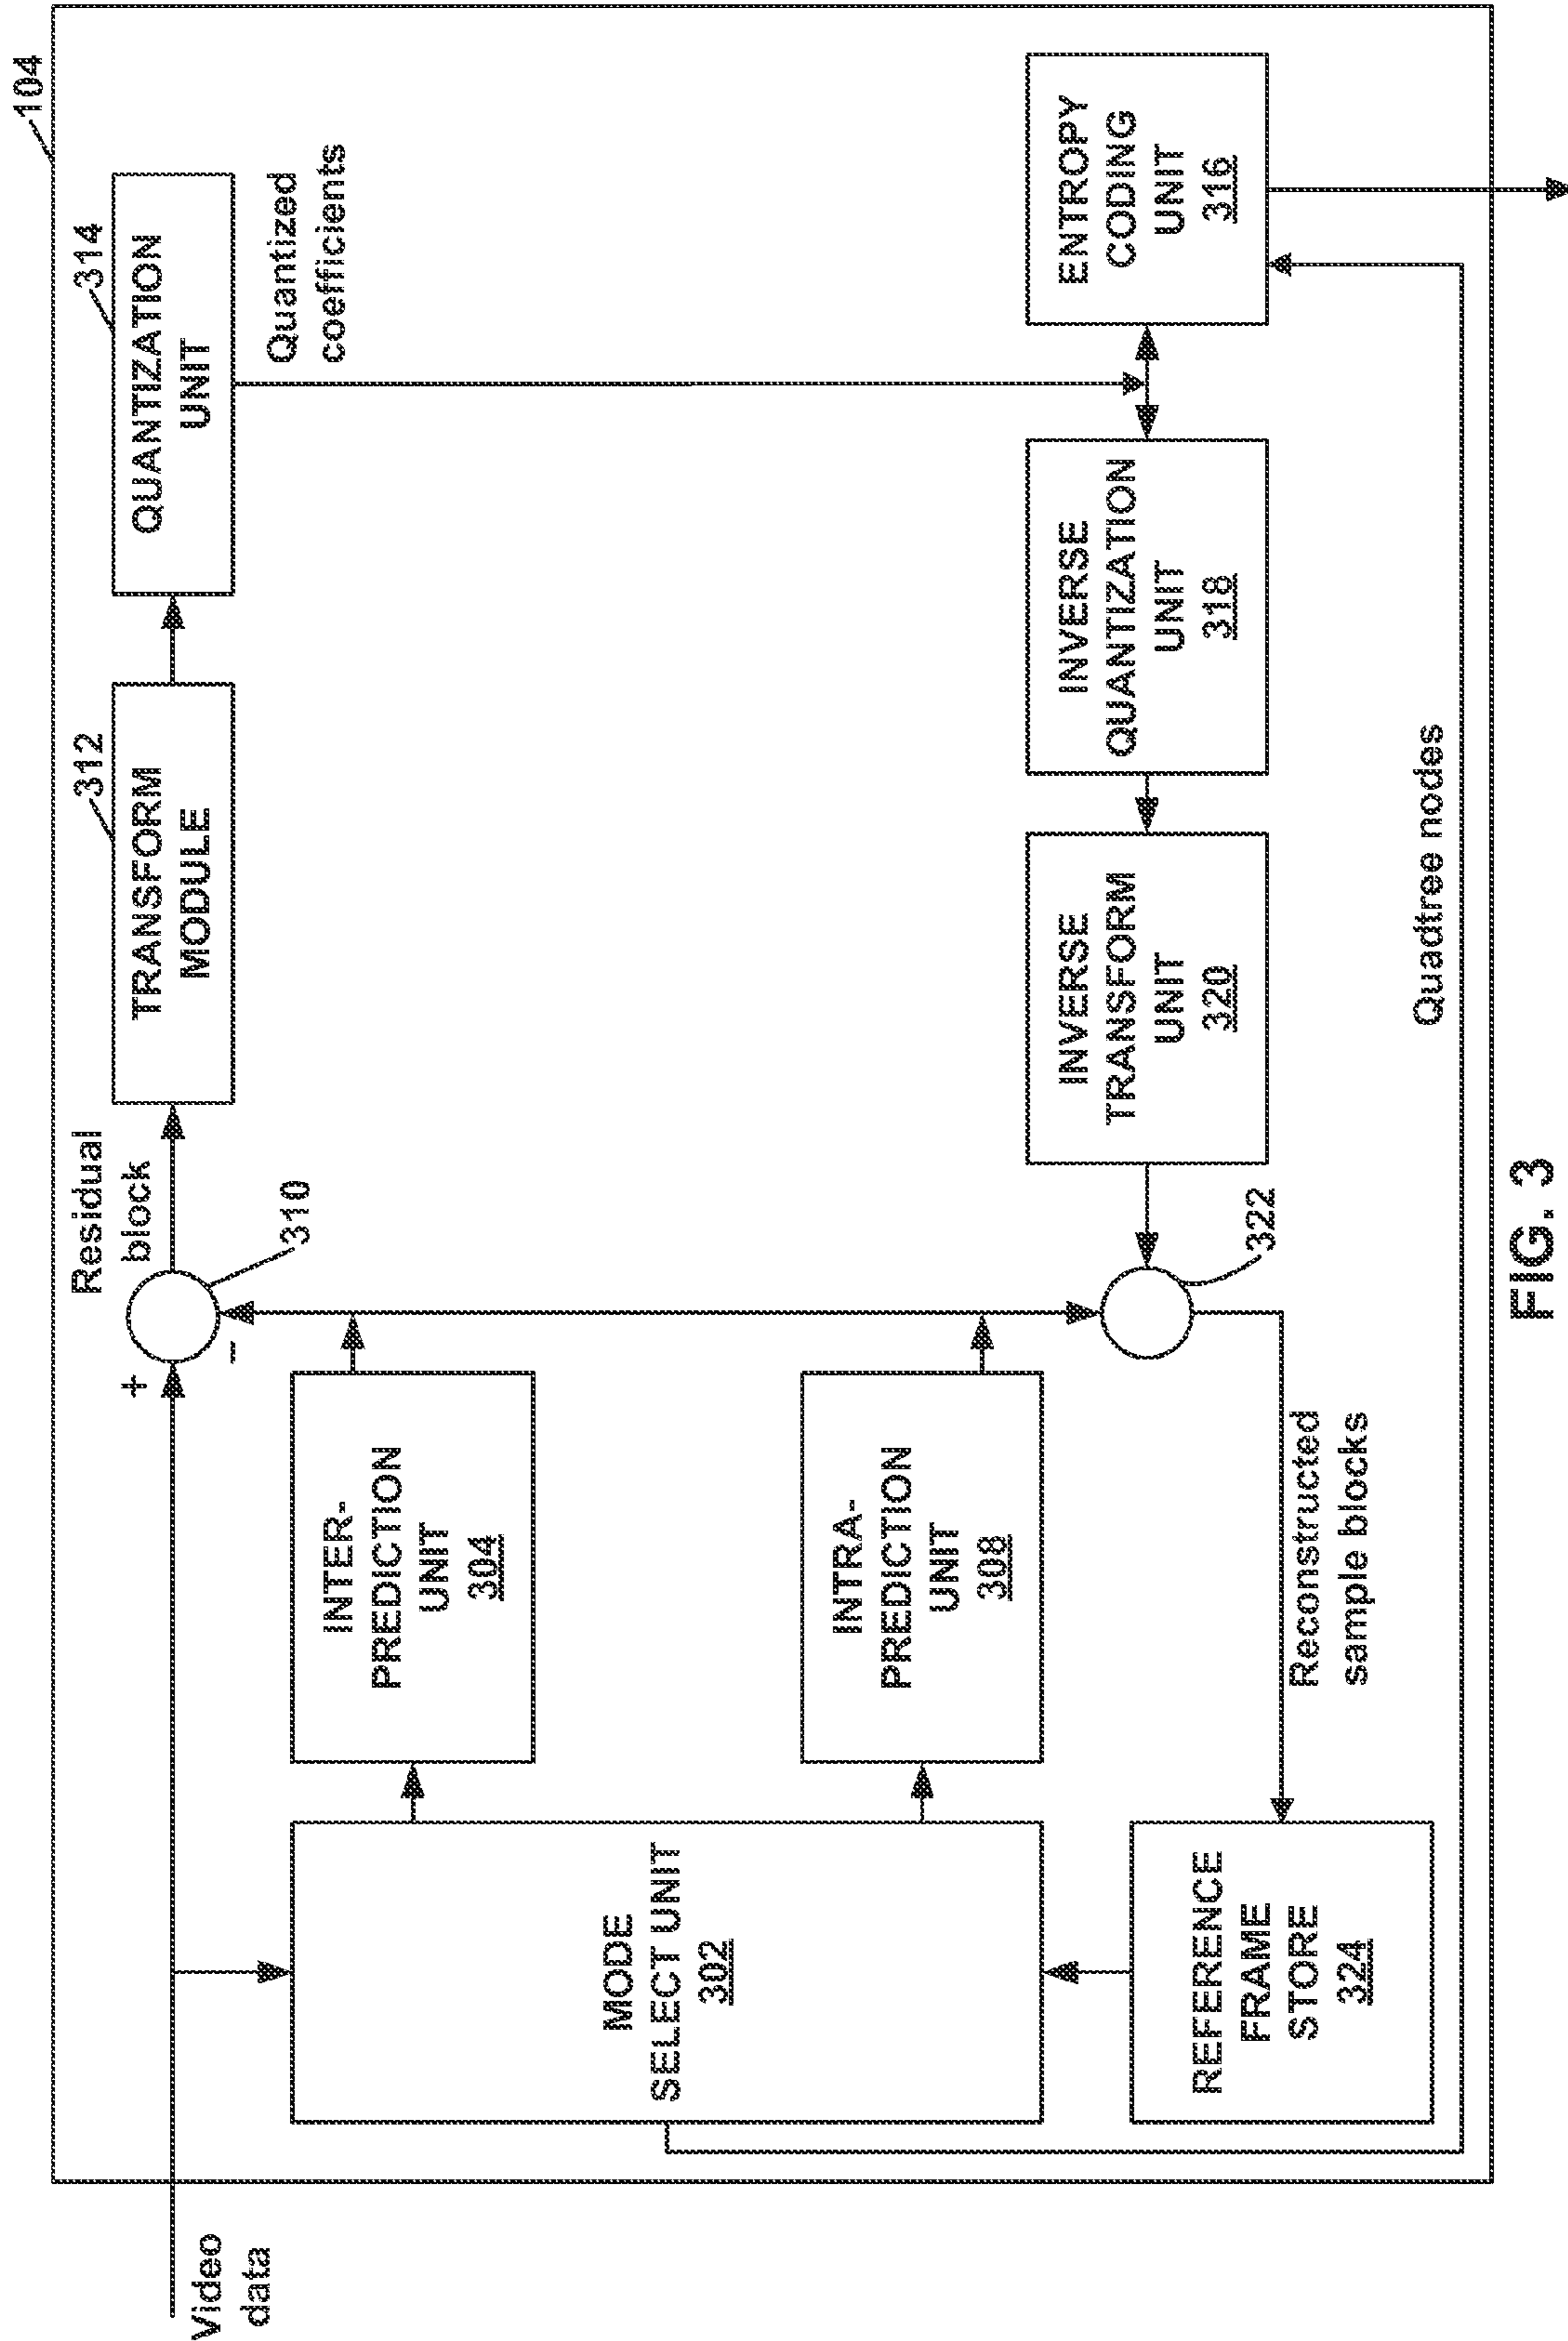 104
314
QUANTIZATION
UNIT
Quantized
coefficients
312
TRANSFORM
MODULE
Residual
block
310
+
-
Video
data
INTER-
PREDICTION
UNIT
304
INTRA-
PREDICTION
UNIT
308
MODE
SELECT UNIT
302
REFERENCE
FRAME
STORE
324
Reconstructed
sample blocks
322
INVERSE
TRANSFORM
UNIT
320
INVERSE
QUANTIZATION
UNIT
318
ENTROPY
CODING
UNIT
316
Quadtree nodes
FIG. 3